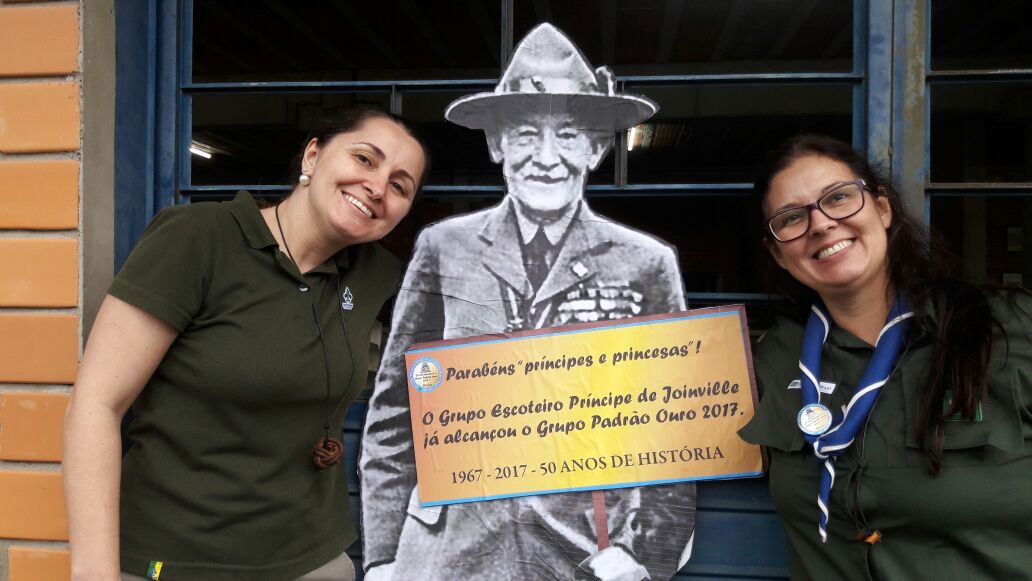 Parabéns "príncipes e princesas"!
O Grupo Escoteiro Príncipe de Joinville
já alcançou o Grupo Padrão Ouro 2017.
1967 - 2017 - 50 ANOS DE HISTÓRIA